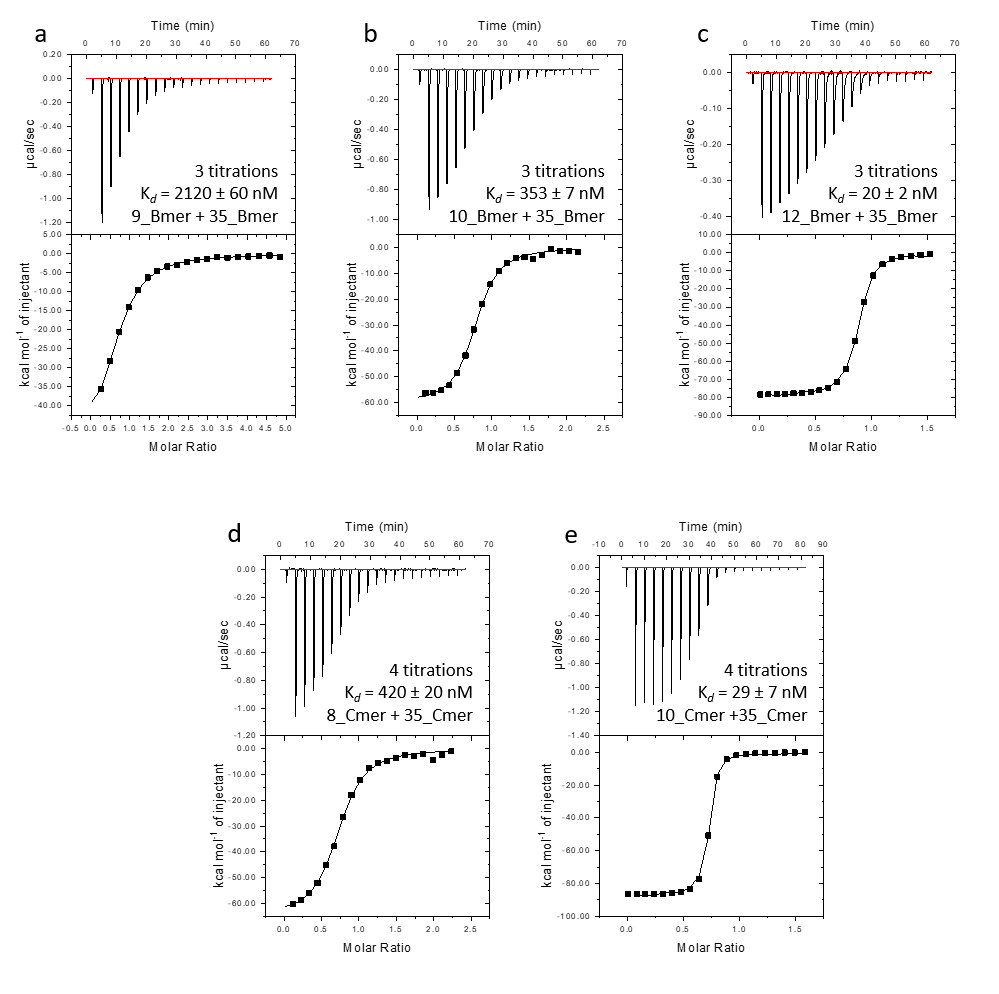 a
Time (min)
0 10 20 30 40 50 60 70
0.20
0.00
-0.20
-0.40
-0.60
-0.80
-1.00
-1.20
µcal/sec
3 titrations
Kd = 2120 ± 60 nM
9_Bmer + 35_Bmer
5.00
0.00
-5.00
-10.00
-15.00
-20.00
-25.00
-30.00
-35.00
-40.00
kcal mol-1 of injectant
-0.5 0.0 0.5 1.0 1.5 2.0 2.5 3.0 3.5 4.0 4.5 5.0
Molar Ratio
b
Time (min)
0 10 20 30 40 50 60 70
0.00
-0.20
-0.40
-0.60
-0.80
-1.00
µcal/sec
3 titrations
Kd = 353 ± 7 nM
10_Bmer + 35_Bmer
0.00
-10.00
-20.00
-30.00
-40.00
-50.00
-60.00
kcal mol-1 of injectant
0.0 0.5 1.0 1.5 2.0 2.5
Molar Ratio
c
Time (min)
0 10 20 30 40 50 60 70
0.00
-0.10
-0.20
-0.30
-0.40
µcal/sec
3 titrations
Kd = 20 ± 2 nM
12_Bmer + 35_Bmer
10.00
0.00
-10.00
-20.00
-30.00
-40.00
-50.00
-60.00
-70.00
-80.00
-90.00
kcal mol-1 of injectant
0.0 0.5 1.0 1.5
Molar Ratio
d
Time (min)
0 10 20 30 40 50 60 70
0.00
-0.20
-0.40
-0.60
-0.80
-1.00
-1.20
µcal/sec
4 titrations
Kd = 420 ± 20 nM
8_Cmer + 35_Cmer
0.00
-10.00
-20.00
-30.00
-40.00
-50.00
-60.00
kcal mol-1 of injectant
0.0 0.5 1.0 1.5 2.0 2.5
Molar Ratio
e
Time (min)
-10 0 10 20 30 40 50 60 70 80 90
0.00
-0.20
-0.40
-0.60
-0.80
-1.00
-1.20
-1.40
µcal/sec
4 titrations
Kd = 29 ± 7 nM
10_Cmer +35_Cmer
0.00
-20.00
-40.00
-60.00
-80.00
-100.00
kcal mol-1 of injectant
0.0 0.5 1.0 1.5
Molar Ratio